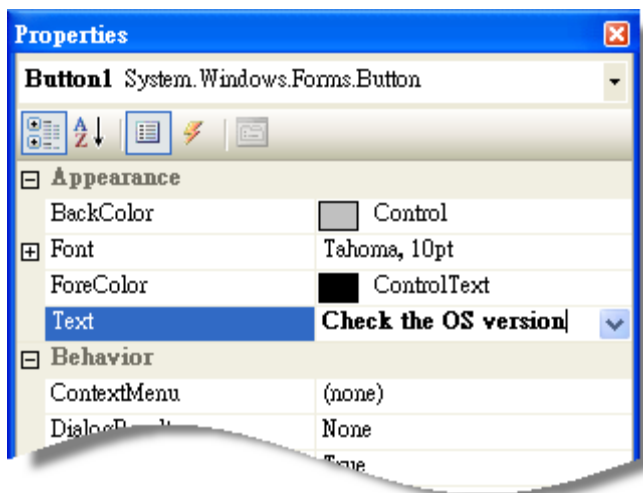 Properties
Button1 System.Windows.Forms.Button
A
Z
Appearance
BackColor Control
Font Tahoma, 10pt
ForeColor ControlText
Text Check the OS version
Behavior
ContextMenu (none)
None
True